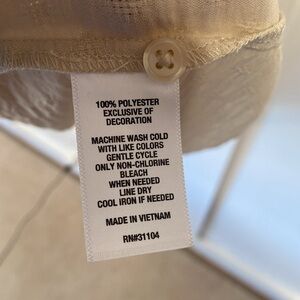 100% POLYESTER
EXCLUSIVE OF
DECORATION
MACHINE WASH COLD
WITH LIKE COLORS
GENTLE CYCLE
ONLY NON-CHLORINE
BLEACH
WHEN NEEDED
LINE DRY
COOL IRON IF NEEDED
MADE IN VIETNAM
RN#31104